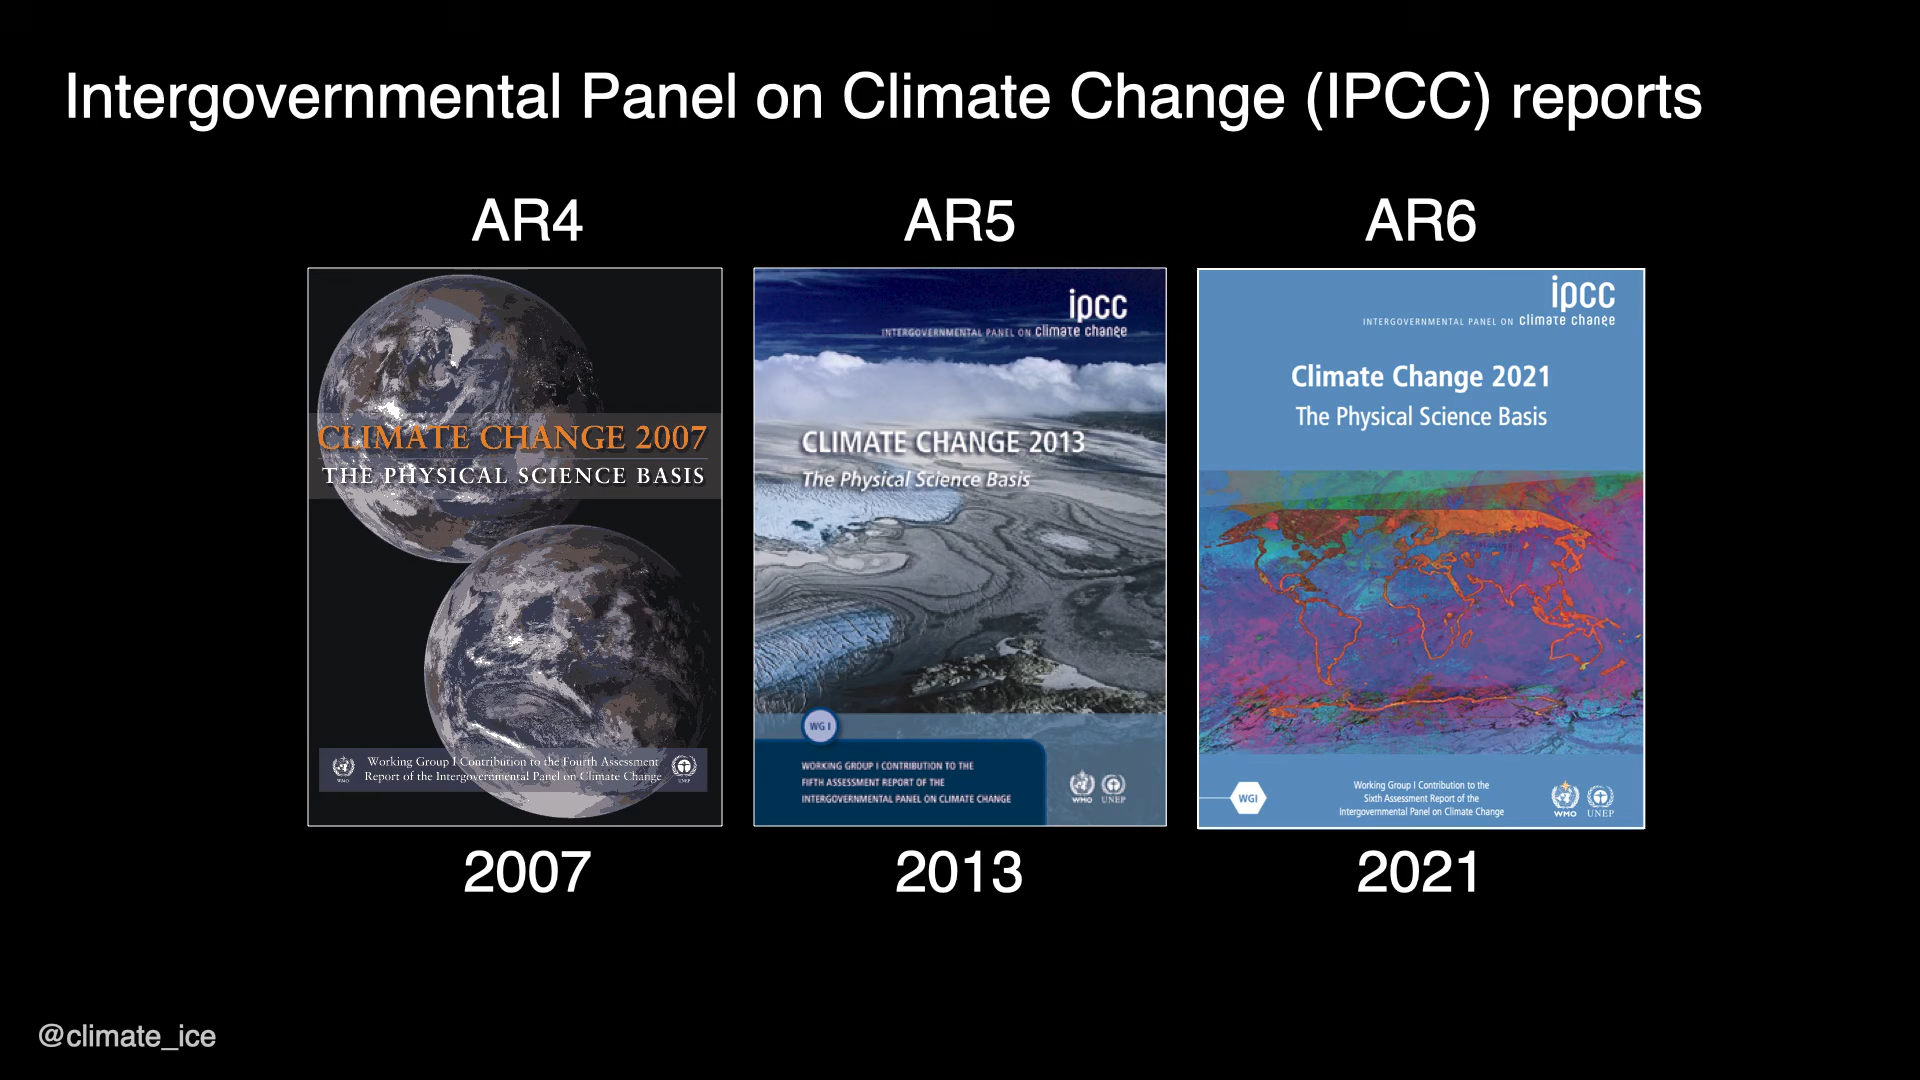 Intergovernmental Panel on Climate Change (IPCC) reports
AR4
AR5
AR6
CLIMATE CHANGE 2007
THE PHYSICAL SCIENCE BASIS
WMO
Working Group I Contribution to the Fourth Assessment
Report of the Intergovernmental Panel on Climate Change
UNEP
ipcc
INTERGOVERNMENTAL PANEL ON climate change
CLIMATE CHANGE 2013
The Physical Science Basis
WG I
WORKING GROUP I CONTRIBUTION TO THE
FIFTH ASSESSMENT REPORT OF THE
INTERGOVERNMENTAL PANEL ON CLIMATE CHANGE
WMO UNEP
ipcc
INTERGOVERNMENTAL PANEL ON climate change
Climate Change 2021
The Physical Science Basis
WGI
Working Group I Contribution to the
Sixth Assessment Report of the
Intergovernmental Panel on Climate Change
WMO UNEP
2007
2013
2021
@climate_ice